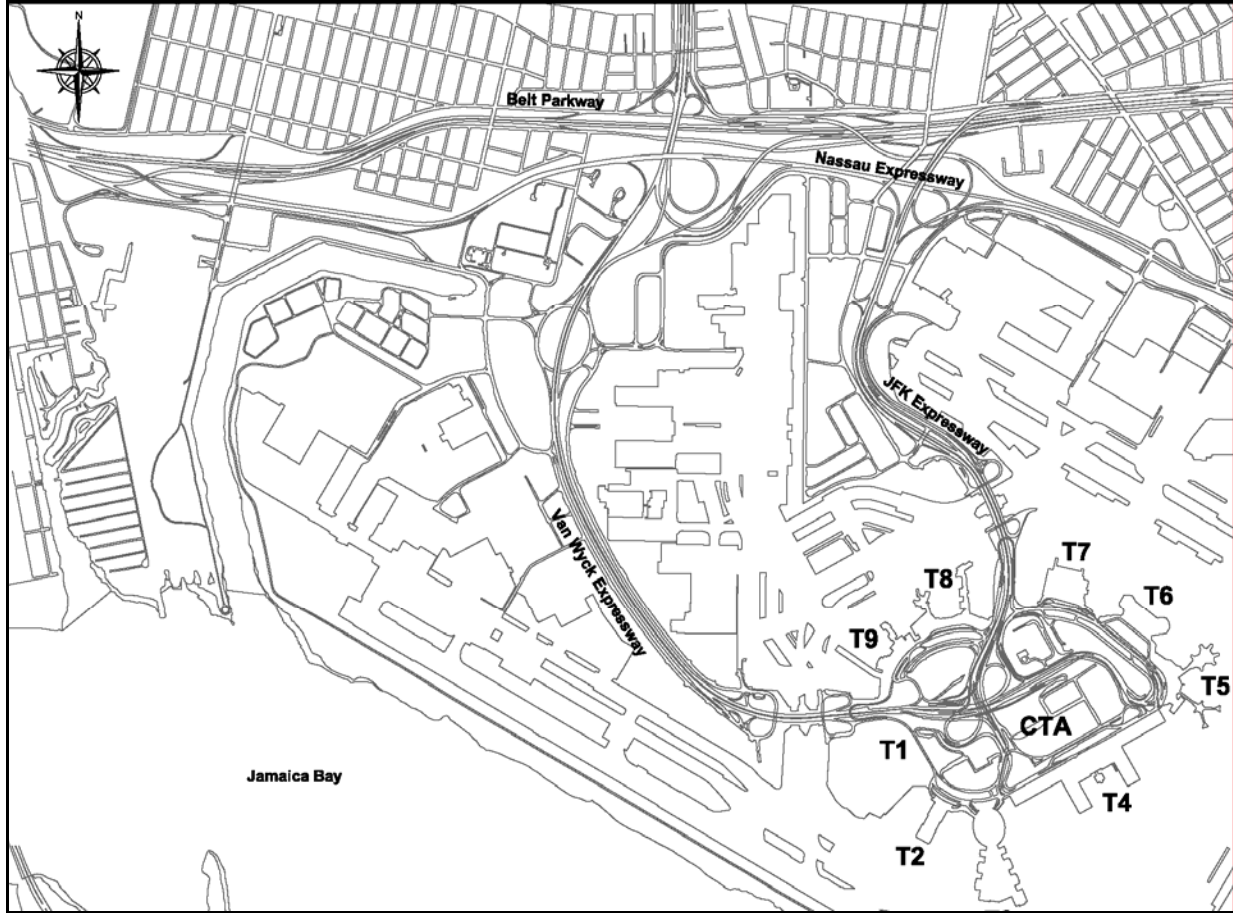 N
Belt Parkway
Nassau Expressway
JFK Expressway
Van Wyck Expressway
T7
T8
T6
T9
T5
CTA
T1
Jamaica Bay
T4
T2